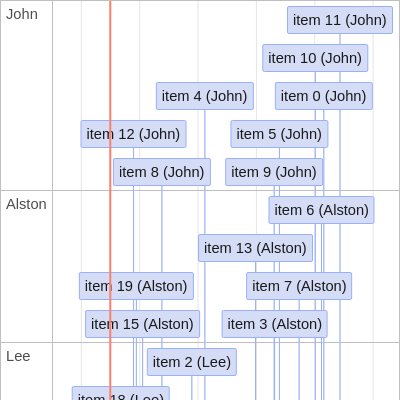 John
item 11 (John)
item 10 (John)
item 4 (John)
item 0 (John)
item 12 (John)
item 5 (John)
item 8 (John)
item 9 (John)
Alston
item 6 (Alston)
item 13 (Alston)
item 19 (Alston)
item 7 (Alston)
item 15 (Alston)
item 3 (Alston)
Lee
item 2 (Lee)
item 18 (Lee)